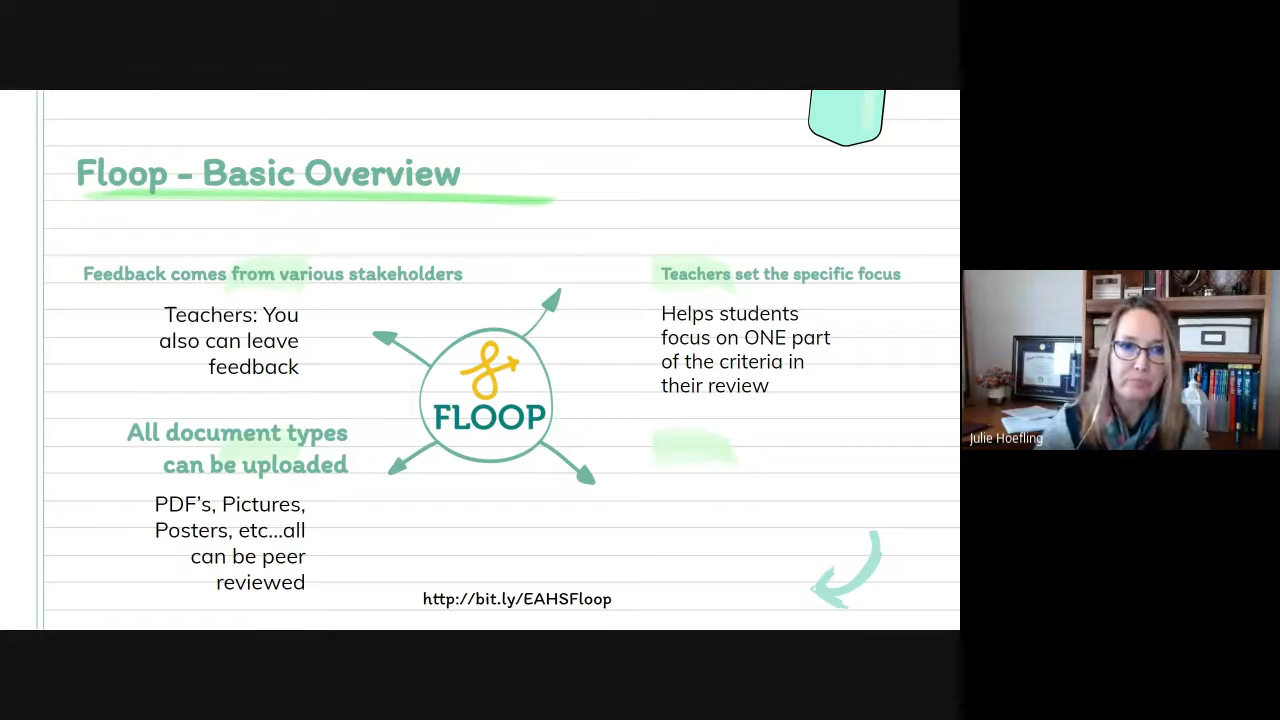 Floop - Basic Overview
Feedback comes from various stakeholders
Teachers: You
also can leave
feedback
Teachers set the specific focus
Helps students
focus on ONE part
of the criteria in
their review
FLOOP
All document types
can be uploaded
PDF's, Pictures,
Posters, etc...all
can be peer
reviewed
http://bit.ly/EAHSFloop
Julie Hoefling